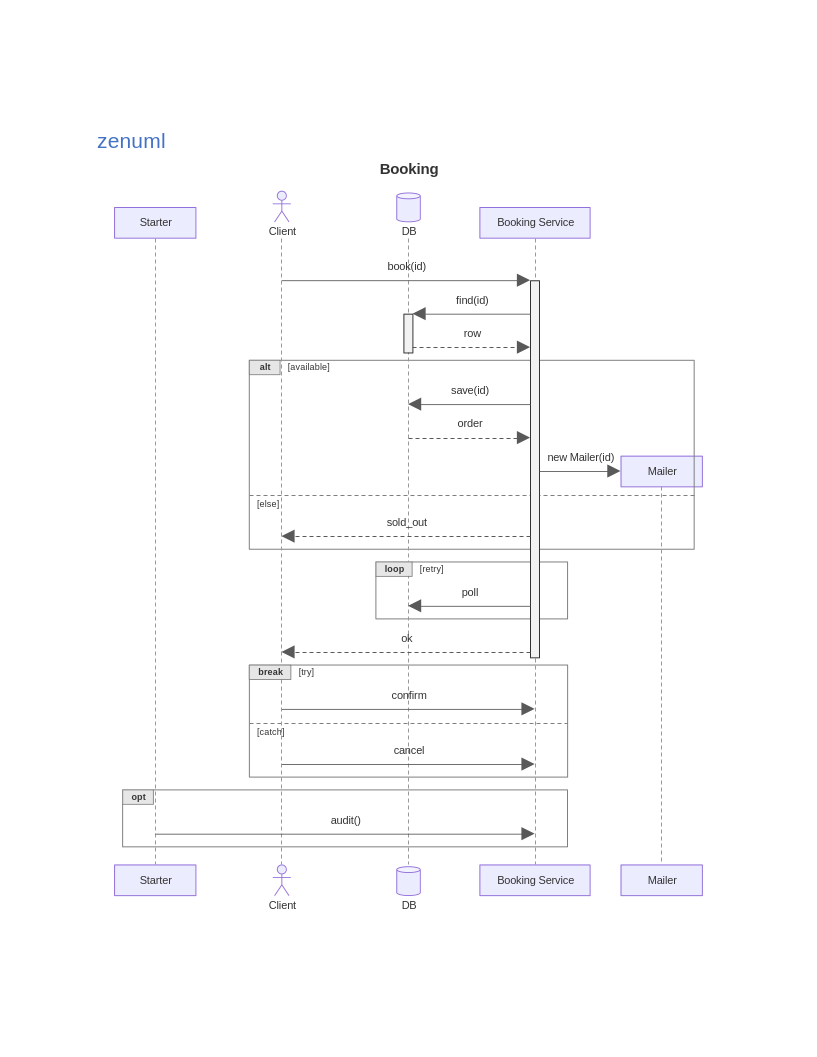 zenuml
Booking
Starter
Client
DB
Booking Service
book(id)
find(id)
row
alt
[available]
save(id)
order
new Mailer(id)
Mailer
[else]
sold_out
loop
[retry]
poll
ok
break
[try]
confirm
[catch]
cancel
opt
audit()
Starter
Client
DB
Booking Service
Mailer